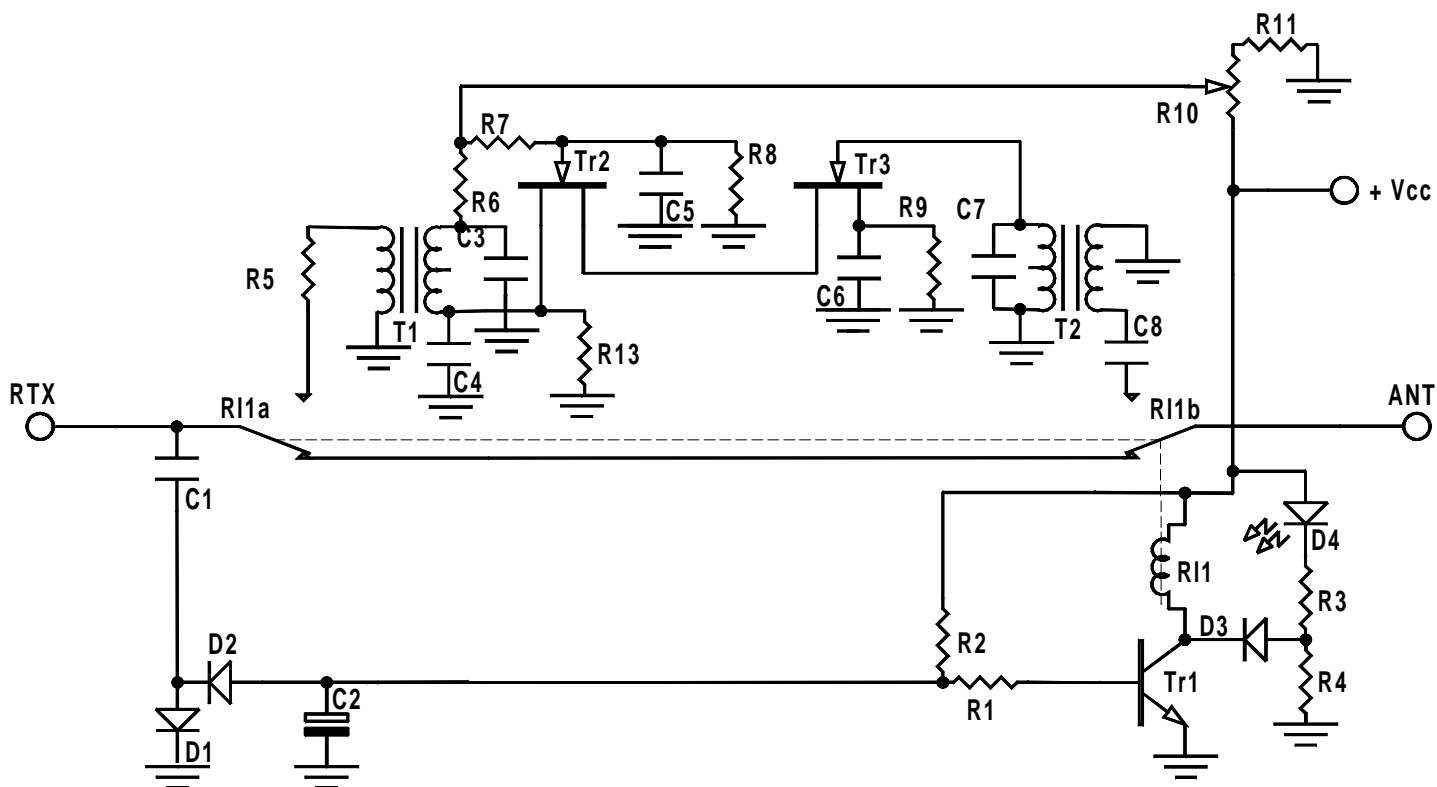 R11
R10
R7
Tr2
R8
Tr3
+ Vcc
R6
C5
R9
C7
C3
R5
C6
T1
T2
C8
R13
C4
RTX
Rl1a
Rl1b
ANT
C1
D4
Rl1
R3
D2
R2
D3
C2
R1
Tr1
R4
D1